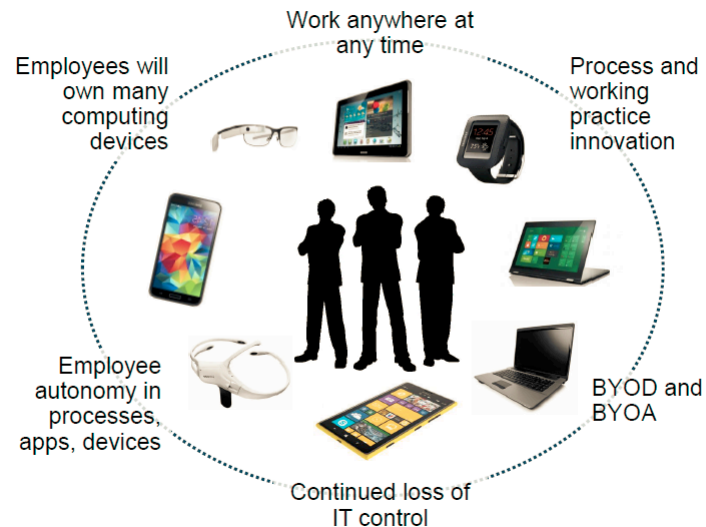 Work anywhere at
any time
Process and
working
practice
innovation
BYOD and
BYOA
Continued loss of
IT control
Employee
autonomy in
processes,
apps, devices
Employees will
own many
computing
devices